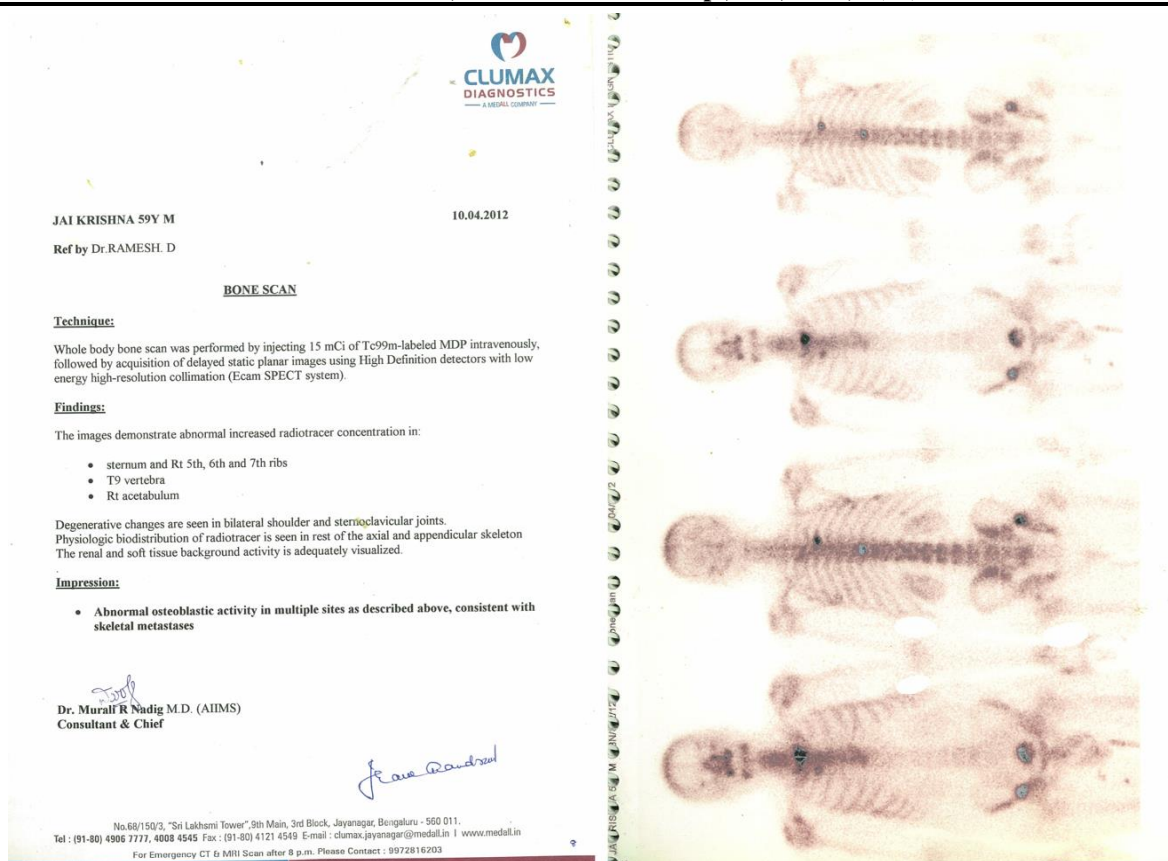 CLUMAX
DIAGNOSTICS
A MEDALL COMPANY
JAI KRISHNA 59Y M
10.04.2012
Ref by Dr.RAMESH. D
BONE SCAN
Technique:
Whole body bone scan was performed by injecting 15 mCi of Tc99m-labeled MDP intravenously,
followed by acquisition of delayed static planar images using High Definition detectors with low
energy high-resolution collimation (Ecam SPECT system).
Findings:
The images demonstrate abnormal increased radiotracer concentration in:
• sternum and Rt 5th, 6th and 7th ribs
• T9 vertebra
• Rt acetabulum
Degenerative changes are seen in bilateral shoulder and sternoclavicular joints.
Physiologic biodistribution of radiotracer is seen in rest of the axial and appendicular skeleton
The renal and soft tissue background activity is adequately visualized.
Impression:
• Abnormal osteoblastic activity in multiple sites as described above, consistent with
skeletal metastases
Dr. Murali R Nadig M.D. (AIIMS)
Consultant & Chief
No.68/150/3, "Sri Lakhsmi Tower",9th Main, 3rd Block, Jayanagar, Bengaluru - 560 011.
Tel : (91-80) 4906 7777, 4008 4545 Fax : (91-80) 4121 4549 E-mail : clumax.jayanagar@medall.in I www.medall.in
For Emergency CT & MRI Scan after 8 p.m. Please Contact : 9972816203